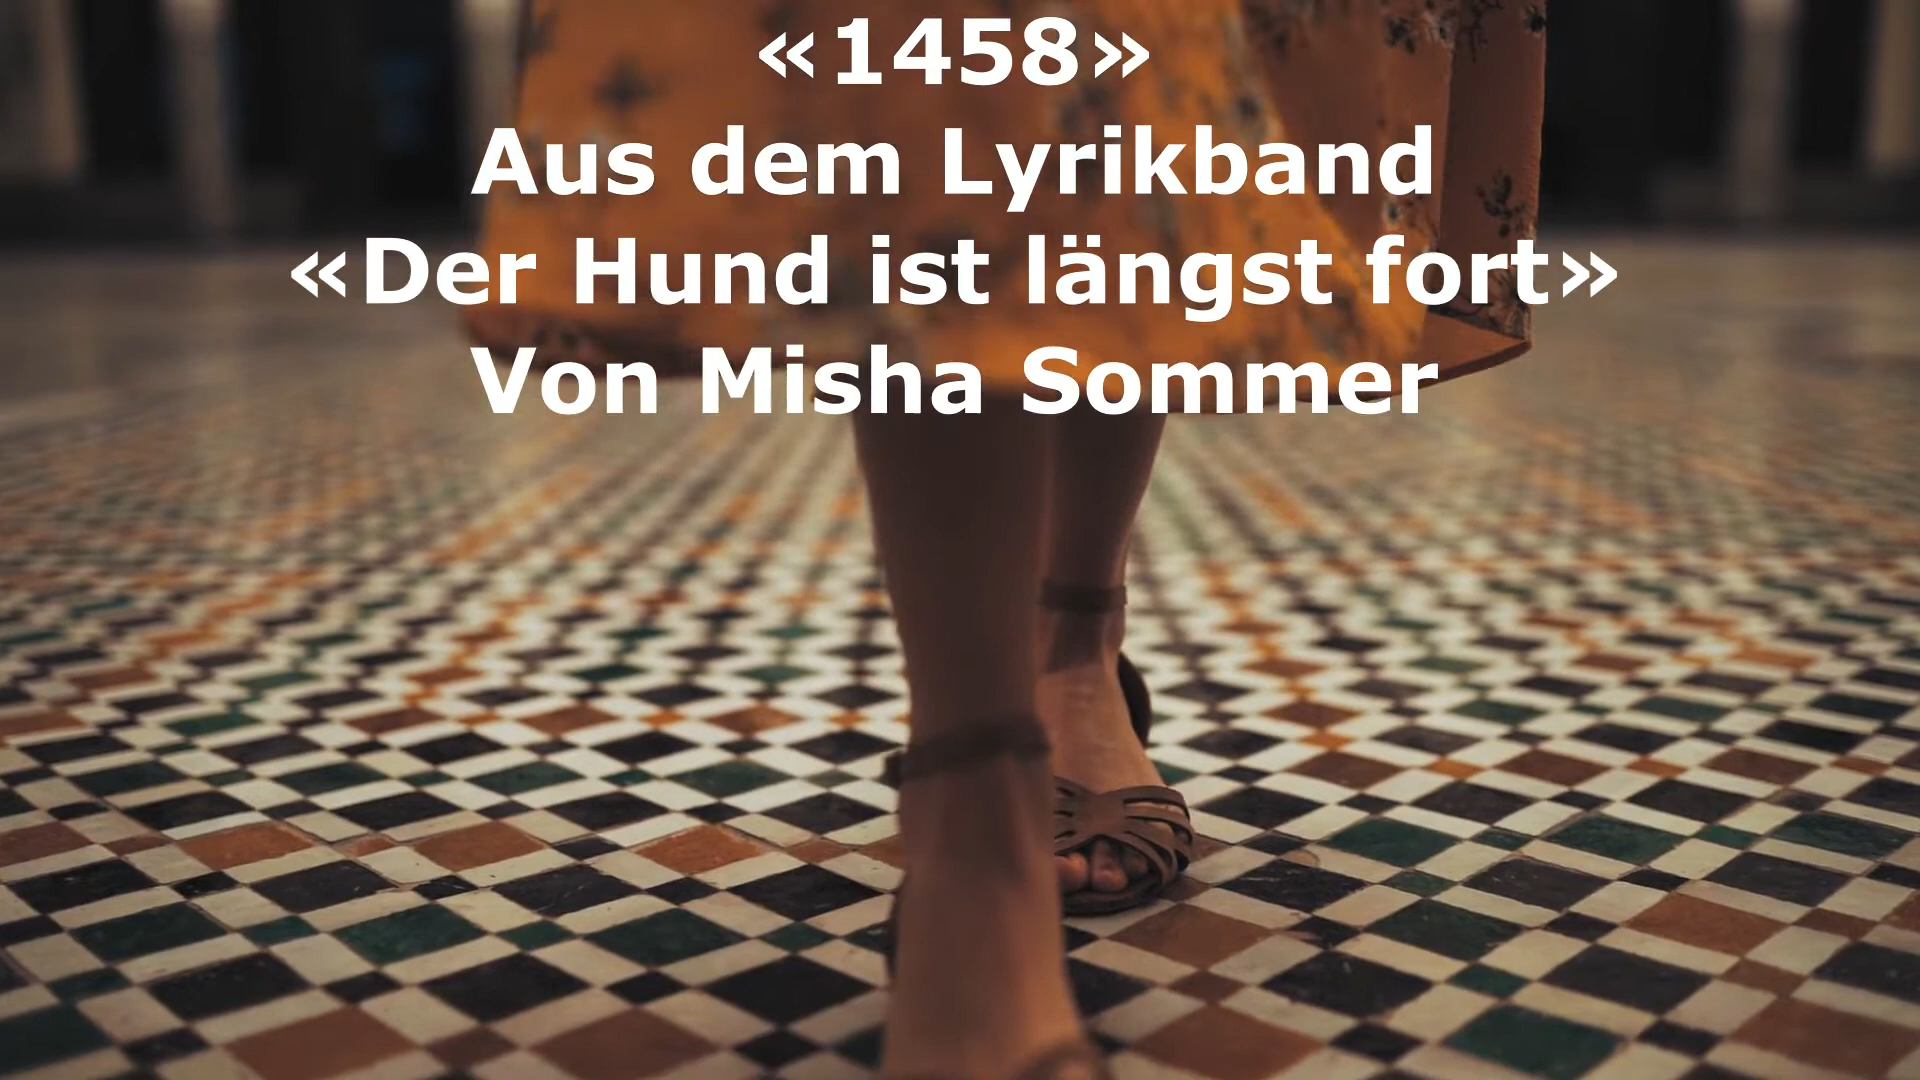 «1458»
Aus dem Lyrikband
«Der Hund ist längst fort»
Von Misha Sommer